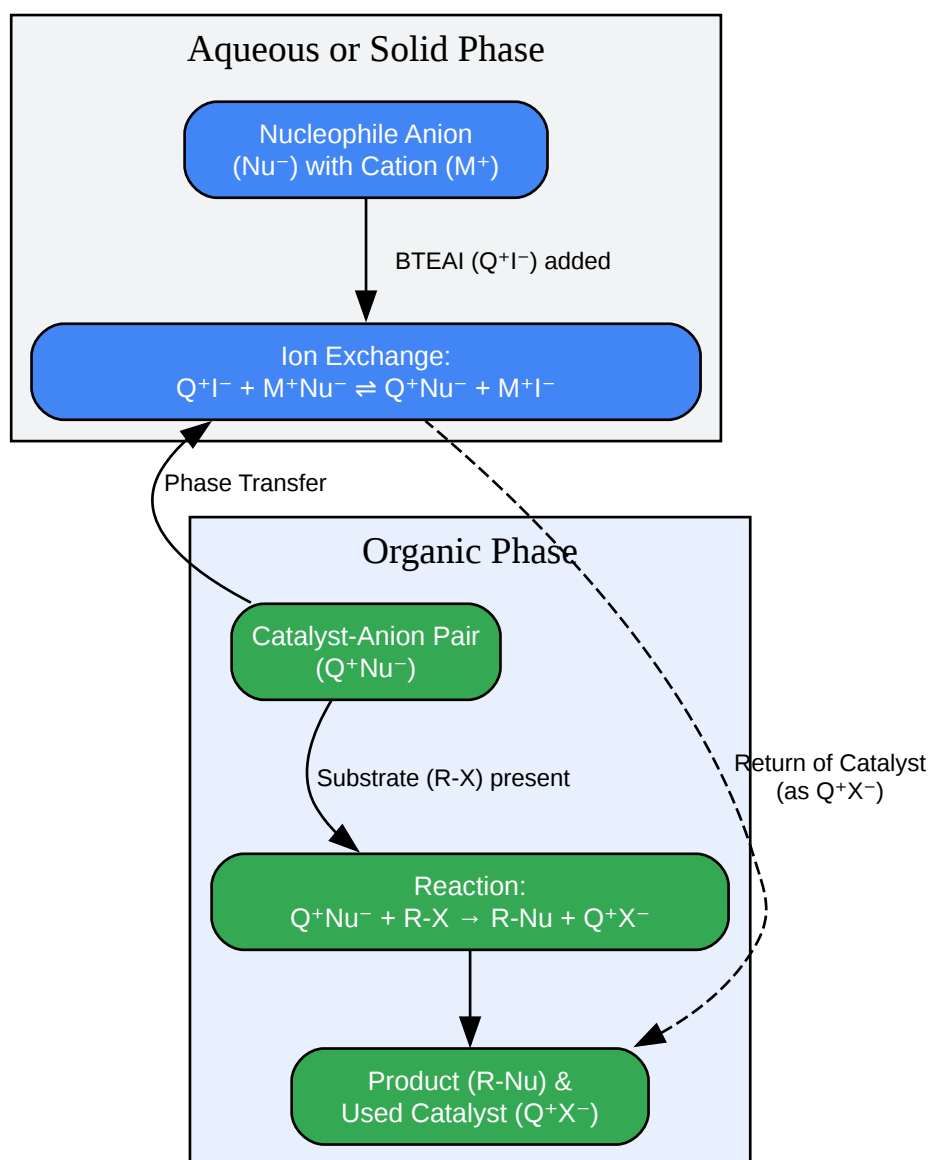 Aqueous or Solid Phase
Nucleophile Anion
(Nu⁻) with Cation (M⁺)
BTEAI (Q⁺I⁻) added
Ion Exchange:
Q⁺I⁻ + M⁺Nu⁻ ⇌ Q⁺Nu⁻ + M⁺I⁻
Phase Transfer
Organic Phase
Catalyst-Anion Pair
(Q⁺Nu⁻)
Substrate (R-X) present
Return of Catalyst
(as Q⁺X⁻)
Reaction:
Q⁺Nu⁻ + R-X → R-Nu + Q⁺X⁻
Product (R-Nu) &
Used Catalyst (Q⁺X⁻)